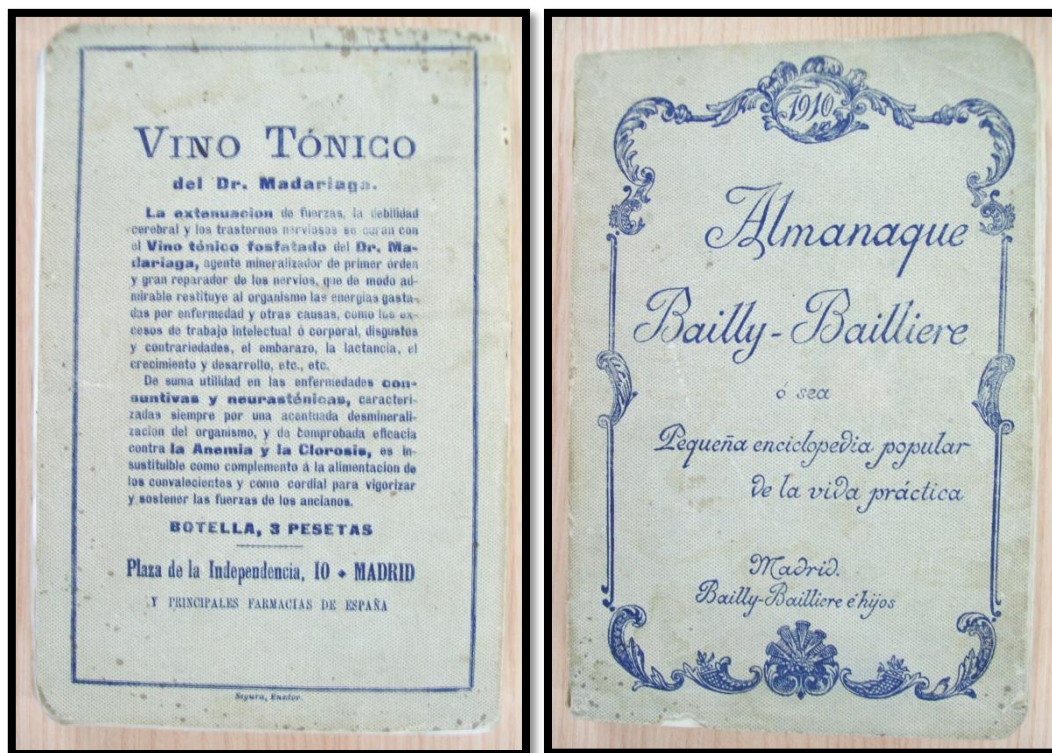 VINO TÓNICO
del Dr. Madariaga.
La extenuacion de fuerzas, la debilidad
cerebral y los trastornos nerviosos se curan con
el Vino tónico fosfatado del Dr. Ma-
dariaga, agente mineralizador de primer órden
y gran reparador de los nervios, que de modo ad-
mirable restituye al organismo las energias gasta-
das por enfermedad y otras causas, como los ex-
cesos de trabajo intelectual ó corporal, disgustos
y contrariedades, el embarazo, la lactancia, el
crecimiento y desarrollo, etc., etc.
De suma utilidad en las enfermedades con-
suntivas y neurasténicas, caracteri-
zadas siempre por una acentuada desminerali-
zacion del organismo, y de comprobada eficacia
contra la Anemia y la Clorosis, es in-
sustituible como complemento á la alimentacion de
los convalecientes y como cordial para vigorizar
y sostener las fuerzas de los ancianos.
BOTELLA, 3 PESETAS
Plaza de la Independencia, 10 ♦ MADRID
Y PRINCIPALES FARMACIAS DE ESPAÑA
Segura, Eundor.
1910
Almanaque
Bailly-Bailliere
ó sea
Pequeña enciclopedia popular
de la vida práctica
Madrid.
Bailly-Bailliere é hijos